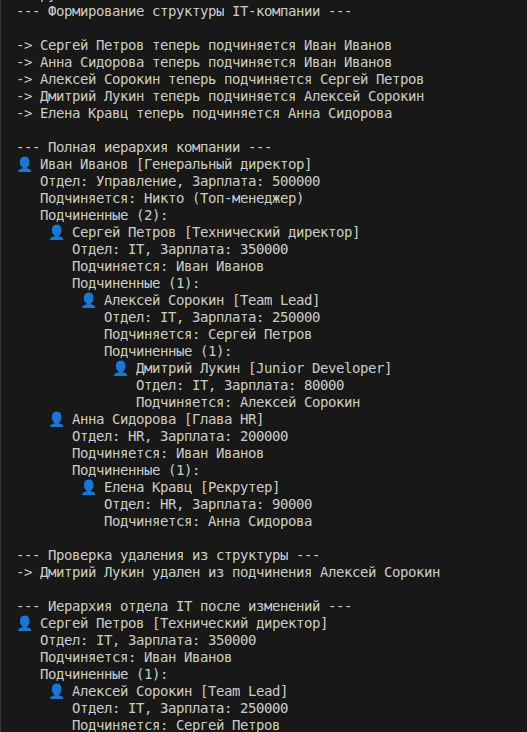 --- Формирование структуры IT-компании ---
-> Сергей Петров теперь подчиняется Иван Иванов
-> Анна Сидорова теперь подчиняется Иван Иванов
-> Алексей Сорокин теперь подчиняется Сергей Петров
-> Дмитрий Лукин теперь подчиняется Алексей Сорокин
-> Елена Кравц теперь подчиняется Анна Сидорова
--- Полная иерархия компании ---
👤 Иван Иванов [Генеральный директор]
Отдел: Управление, Зарплата: 500000
Подчиняется: Никто (Топ-менеджер)
Подчиненные (2):
👤 Сергей Петров [Технический директор]
Отдел: IT, Зарплата: 350000
Подчиняется: Иван Иванов
Подчиненные (1):
👤 Алексей Сорокин [Team Lead]
Отдел: IT, Зарплата: 250000
Подчиняется: Сергей Петров
Подчиненные (1):
👤 Дмитрий Лукин [Junior Developer]
Отдел: IT, Зарплата: 80000
Подчиняется: Алексей Сорокин
👤 Анна Сидорова [Глава HR]
Отдел: HR, Зарплата: 200000
Подчиняется: Иван Иванов
Подчиненные (1):
👤 Елена Кравц [Рекрутер]
Отдел: HR, Зарплата: 90000
Подчиняется: Анна Сидорова
--- Проверка удаления из структуры ---
-> Дмитрий Лукин удален из подчинения Алексей Сорокин
--- Иерархия отдела IT после изменений ---
👤 Сергей Петров [Технический директор]
Отдел: IT, Зарплата: 350000
Подчиняется: Иван Иванов
Подчиненные (1):
👤 Алексей Сорокин [Team Lead]
Отдел: IT, Зарплата: 250000
Подчиняется: Сергей Петров